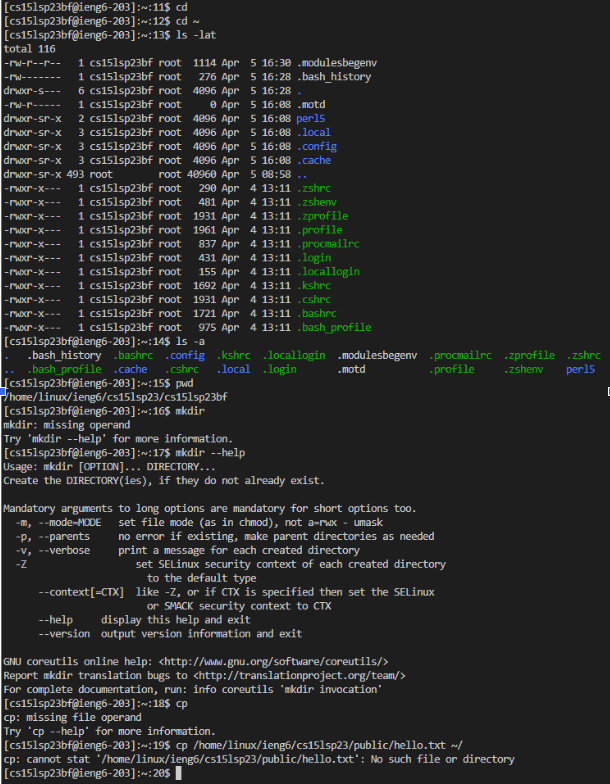 [cs15lsp23bf@ieng6-203]:~:11$ cd
[cs15lsp23bf@ieng6-203]:~:12$ cd ~
[cs15lsp23bf@ieng6-203]:~:13$ ls -lat
total 116
-rw-r--r--   1 cs15lsp23bf root  1114 Apr  5 16:30 .modulesbegenv
-rw-------   1 cs15lsp23bf root   276 Apr  5 16:28 .bash_history
drwxr-s---   6 cs15lsp23bf root  4096 Apr  5 16:28 .
-rw-r-----   1 cs15lsp23bf root     0 Apr  5 16:08 .motd
drwxr-sr-x   2 cs15lsp23bf root  4096 Apr  5 16:08 perl5
drwxr-sr-x   3 cs15lsp23bf root  4096 Apr  5 16:08 .local
drwxr-sr-x   3 cs15lsp23bf root  4096 Apr  5 16:08 .config
drwxr-sr-x   3 cs15lsp23bf root  4096 Apr  5 16:08 .cache
drwxr-sr-x 493 root        root 40960 Apr  5 08:58 ..
-rwxr-x---   1 cs15lsp23bf root   290 Apr  4 13:11 .zshrc
-rwxr-x---   1 cs15lsp23bf root   481 Apr  4 13:11 .zshenv
-rwxr-x---   1 cs15lsp23bf root  1931 Apr  4 13:11 .zprofile
-rwxr-x---   1 cs15lsp23bf root  1961 Apr  4 13:11 .profile
-rwxr-x---   1 cs15lsp23bf root   837 Apr  4 13:11 .procmailrc
-rwxr-x---   1 cs15lsp23bf root   431 Apr  4 13:11 .login
-rwxr-x---   1 cs15lsp23bf root   155 Apr  4 13:11 .locallogin
-rwxr-x---   1 cs15lsp23bf root  1692 Apr  4 13:11 .kshrc
-rwxr-x---   1 cs15lsp23bf root  1931 Apr  4 13:11 .cshrc
-rwxr-x---   1 cs15lsp23bf root  1721 Apr  4 13:11 .bashrc
-rwxr-x---   1 cs15lsp23bf root   975 Apr  4 13:11 .bash_profile
[cs15lsp23bf@ieng6-203]:~:14$ ls -a
.   .bash_history  .bashrc  .config  .kshrc  .locallogin  .modulesbegenv  .procmailrc  .zprofile  .zshrc
..  .bash_profile  .cache   .cshrc   .local  .login       .motd           .profile     .zshenv    perl5
[cs15lsp23bf@ieng6-203]:~:15$ pwd
/home/linux/ieng6/cs15lsp23/cs15lsp23bf
[cs15lsp23bf@ieng6-203]:~:16$ mkdir
mkdir: missing operand
Try 'mkdir --help' for more information.
[cs15lsp23bf@ieng6-203]:~:17$ mkdir --help
Usage: mkdir [OPTION]... DIRECTORY...
Create the DIRECTORY(ies), if they do not already exist.

Mandatory arguments to long options are mandatory for short options too.
  -m, --mode=MODE   set file mode (as in chmod), not a=rwx - umask
  -p, --parents     no error if existing, make parent directories as needed
  -v, --verbose     print a message for each created directory
  -Z                   set SELinux security context of each created directory
                         to the default type
      --context[=CTX]  like -Z, or if CTX is specified then set the SELinux
                         or SMACK security context to CTX
      --help     display this help and exit
      --version  output version information and exit

GNU coreutils online help: <http://www.gnu.org/software/coreutils/>
Report mkdir translation bugs to <http://translationproject.org/team/>
For complete documentation, run: info coreutils 'mkdir invocation'
[cs15lsp23bf@ieng6-203]:~:18$ cp
cp: missing file operand
Try 'cp --help' for more information.
[cs15lsp23bf@ieng6-203]:~:19$ cp /home/linux/ieng6/cs15lsp23/public/hello.txt ~/
cp: cannot stat '/home/linux/ieng6/cs15lsp23/public/hello.txt': No such file or directory
[cs15lsp23bf@ieng6-203]:~:20$